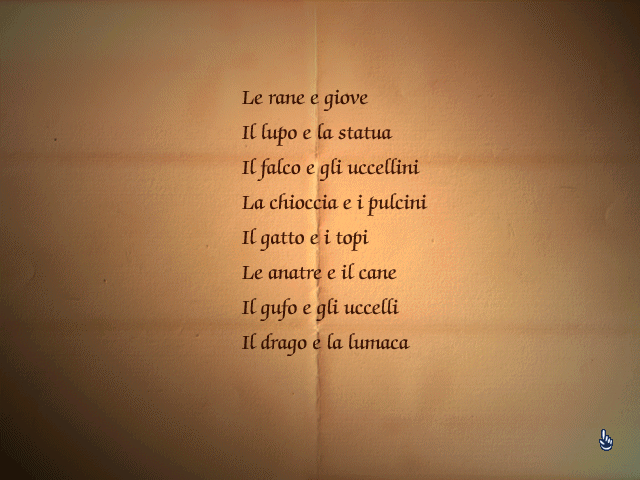 Le rane e giove
Il lupo e la statua
Il falco e gli uccellini
La chioccia e i pulcini
Il gatto e i topi
Le anatre e il cane
Il gufo e gli uccelli
Il drago e la lumaca